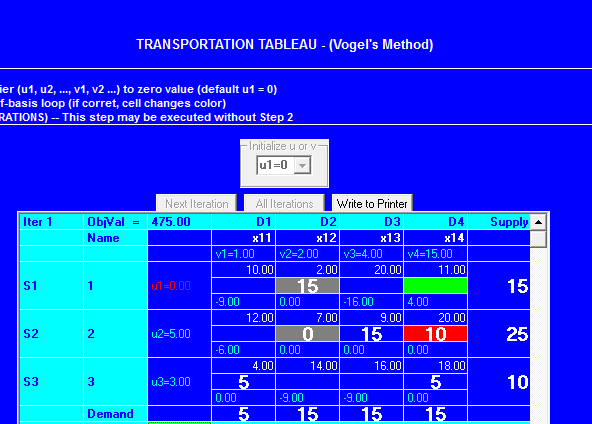 TRANSPORTATION TABLEAU - (Vogel's Method)
ier (u1, u2, ..., v1, v2 ...) to zero value (default u1 = 0)
f-basis loop (if corret, cell changes color)
RATIONS) -- This step may be executed without Step 2
Initialize u or v
u1=0
Next Iteration All Iterations Write to Printer
Iter 1 ObjVal = 475.00 D1 D2 D3 D4 Supply
Name x11 x12 x13 x14
v1=1.00 v2=2.00 v3=4.00 v4=15.00
10.00 2.00 20.00 11.00
S1 1 u1=0.00 15 15
-9.00 0.00 -16.00 4.00
12.00 7.00 9.00 20.00
S2 2 u2=5.00 0 15 10 25
-6.00 0.00 0.00 0.00
4.00 14.00 16.00 18.00
S3 3 u3=3.00 5 5 10
0.00 -9.00 -9.00 0.00
Demand 5 15 15 15